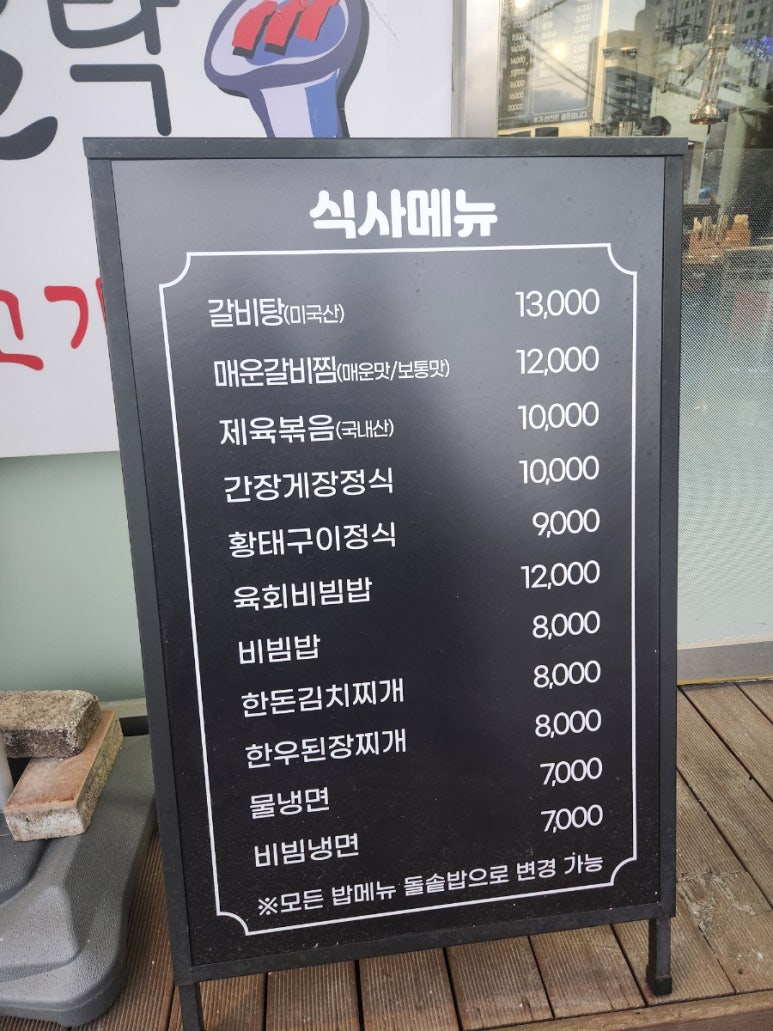 탁
고기
식사메뉴
갈비탕(미국산) 13,000
매운갈비찜(매운맛/보통맛) 12,000
제육볶음(국내산) 10,000
간장게장정식 10,000
황태구이정식 9,000
육회비빔밥 12,000
비빔밥 8,000
한돈김치찌개 8,000
한우된장찌개 8,000
물냉면 7,000
비빔냉면 7,000
※모든 밥메뉴 돌솥밥으로 변경 가능